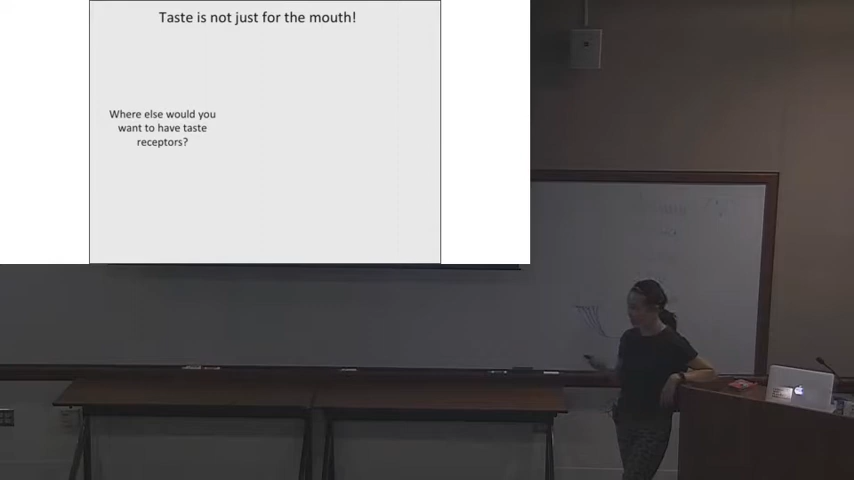 Taste is not just for the mouth!
Where else would you
want to have taste
receptors?